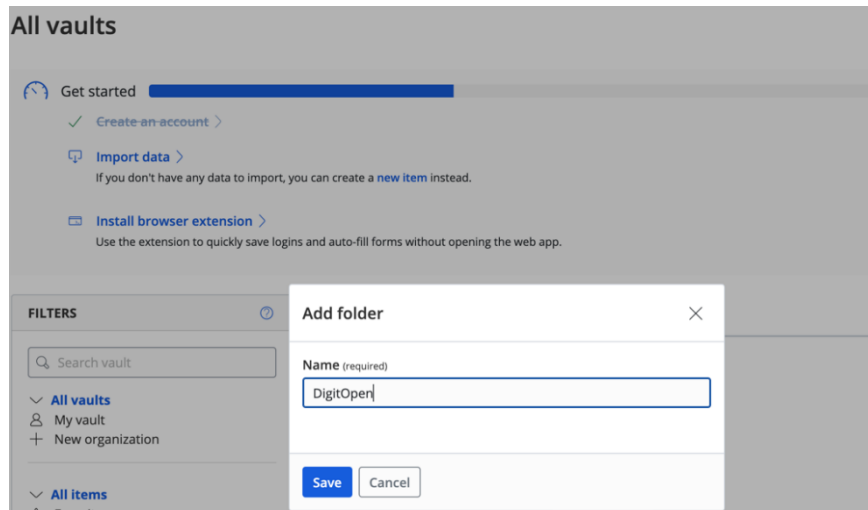 All vaults
Get started
Create an account
Import data
If you don't have any data to import, you can create a new item instead.
Install browser extension
Use the extension to quickly save logins and auto-fill forms without opening the web app.
FILTERS
Search vault
All vaults
My vault
New organization
All items
Add folder
Name (required)
DigitOpen
Save
Cancel